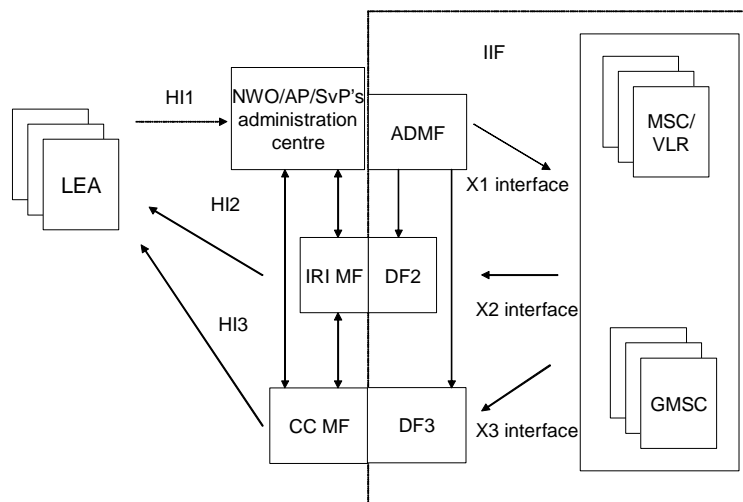 IIF
HI1
NWO/AP/SvP's
administration
centre
ADMF
MSC/
VLR
LEA
X1 interface
HI2
IRI MF
DF2
X2 interface
HI3
GMSC
CC MF
DF3
X3 interface